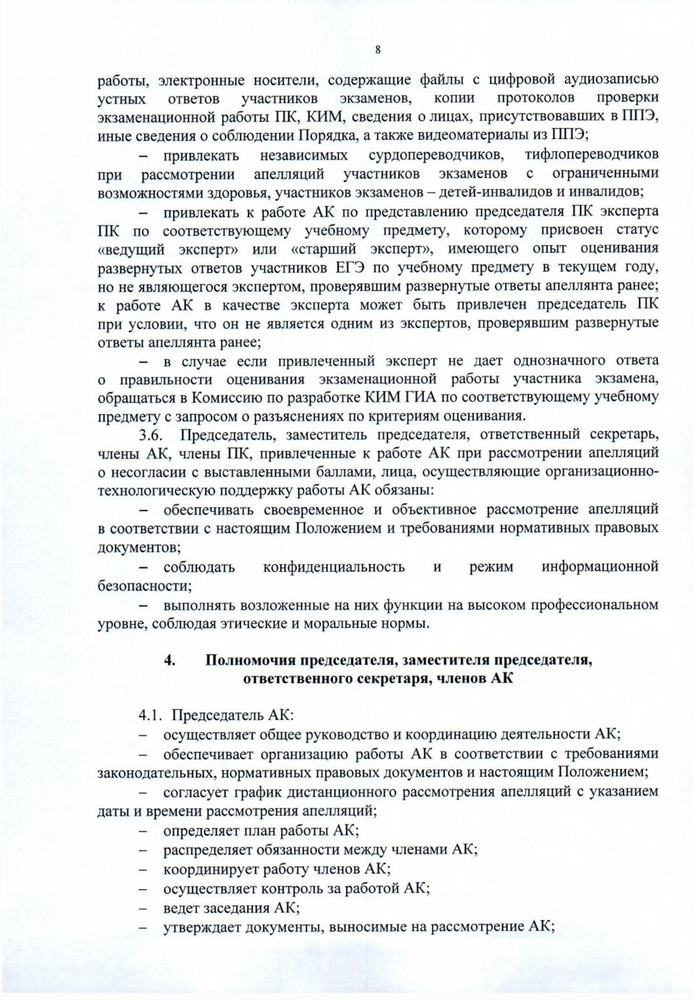 8
работы, электронные носители, содержащие файлы с цифровой аудиозаписью
устных ответов участников экзаменов, копии протоколов проверки
экзаменационной работы ПК, КИМ, сведения о лицах, присутствовавших в ППЭ,
иные сведения о соблюдении Порядка, а также видеоматериалы из ППЭ;
– привлекать независимых сурдопереводчиков, тифлопереводчиков
при рассмотрении апелляций участников экзаменов с ограниченными
возможностями здоровья, участников экзаменов – детей-инвалидов и инвалидов;
– привлекать к работе АК по представлению председателя ПК эксперта
ПК по соответствующему учебному предмету, которому присвоен статус
«ведущий эксперт» или «старший эксперт», имеющего опыт оценивания
развернутых ответов участников ЕГЭ по учебному предмету в текущем году,
но не являющегося экспертом, проверявшим развернутые ответы апеллянта ранее;
к работе АК в качестве эксперта может быть привлечен председатель ПК
при условии, что он не является одним из экспертов, проверявшим развернутые
ответы апеллянта ранее;
– в случае если привлеченный эксперт не дает однозначного ответа
о правильности оценивания экзаменационной работы участника экзамена,
обращаться в Комиссию по разработке КИМ ГИА по соответствующему учебному
предмету с запросом о разъяснениях по критериям оценивания.
3.6. Председатель, заместитель председателя, ответственный секретарь,
члены АК, члены ПК, привлеченные к работе АК при рассмотрении апелляций
о несогласии с выставленными баллами, лица, осуществляющие организационно-
технологическую поддержку работы АК обязаны:
– обеспечивать своевременное и объективное рассмотрение апелляций
в соответствии с настоящим Положением и требованиями нормативных правовых
документов;
– соблюдать конфиденциальность и режим информационной
безопасности;
– выполнять возложенные на них функции на высоком профессиональном
уровне, соблюдая этические и моральные нормы.
4. Полномочия председателя, заместителя председателя,
ответственного секретаря, членов АК
4.1. Председатель АК:
– осуществляет общее руководство и координацию деятельности АК;
– обеспечивает организацию работы АК в соответствии с требованиями
законодательных, нормативных правовых документов и настоящим Положением;
– согласует график дистанционного рассмотрения апелляций с указанием
даты и времени рассмотрения апелляций;
– определяет план работы АК;
– распределяет обязанности между членами АК;
– координирует работу членов АК;
– осуществляет контроль за работой АК;
– ведет заседания АК;
– утверждает документы, выносимые на рассмотрение АК;